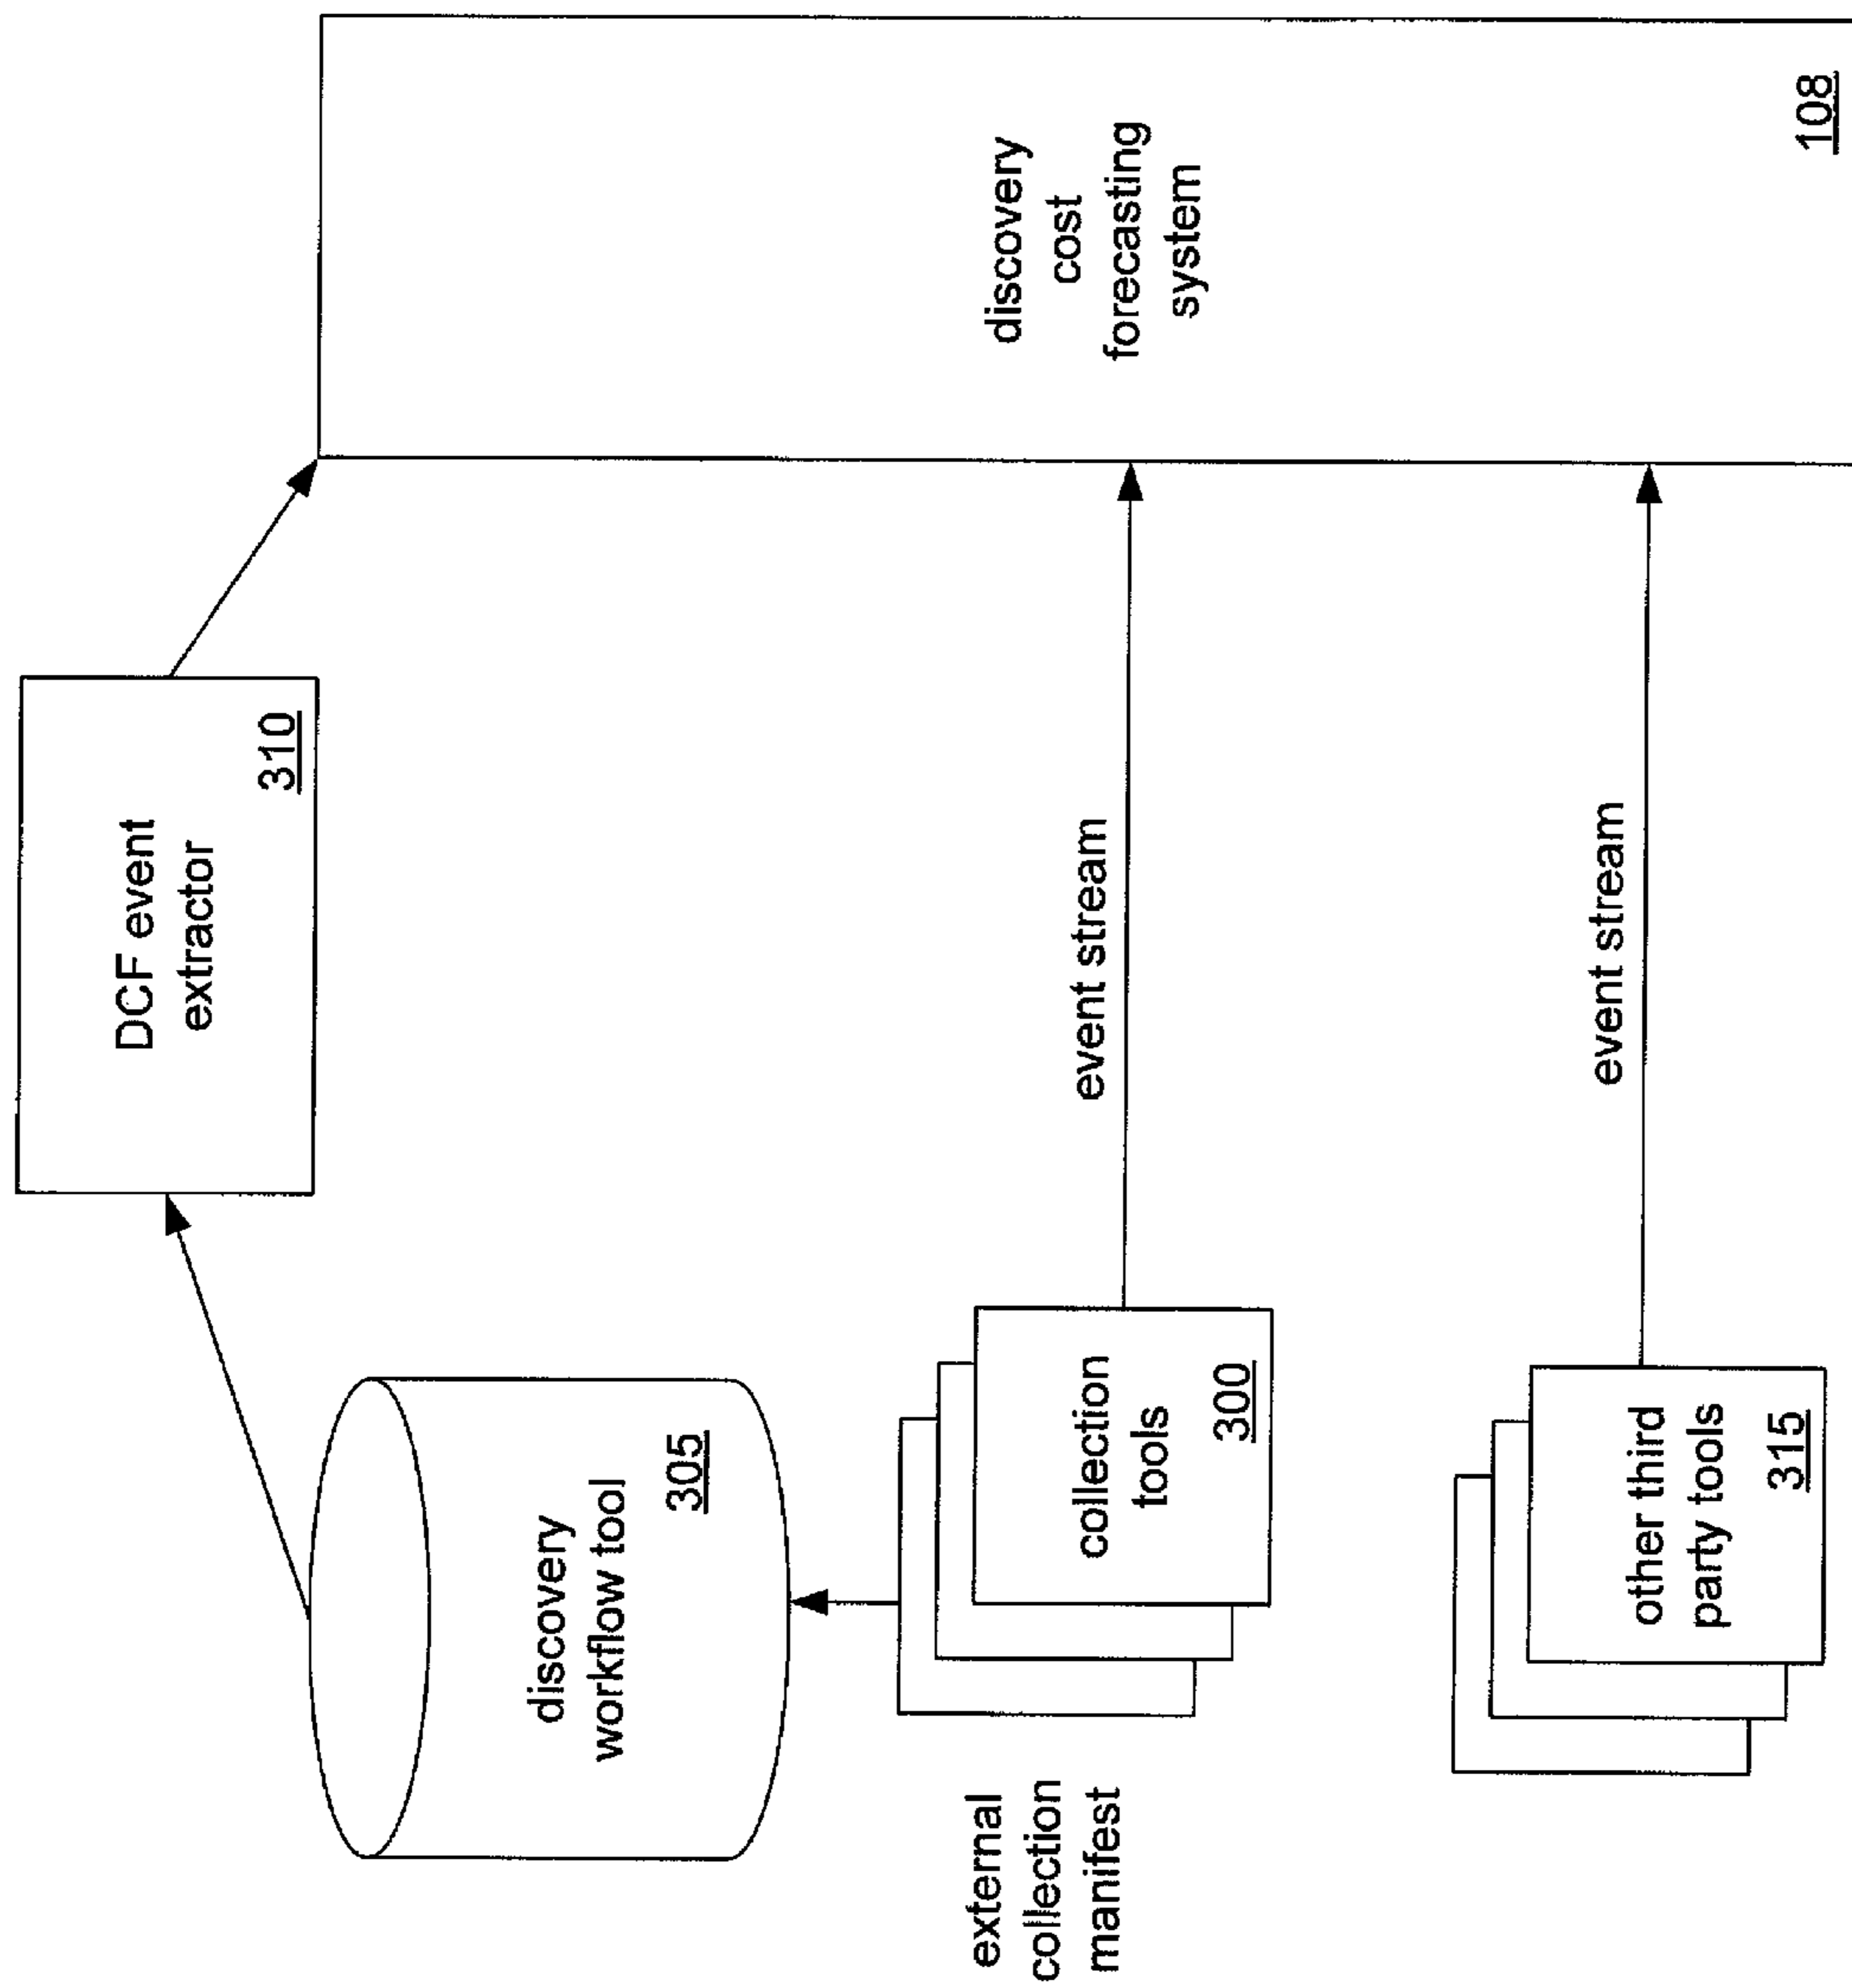 DCF event
extractor
310
discovery
workflow tool
305
external
collection
manifest
collection
tools
300
event stream
other third
party tools
315
event stream
discovery
cost
forecasting
system
108